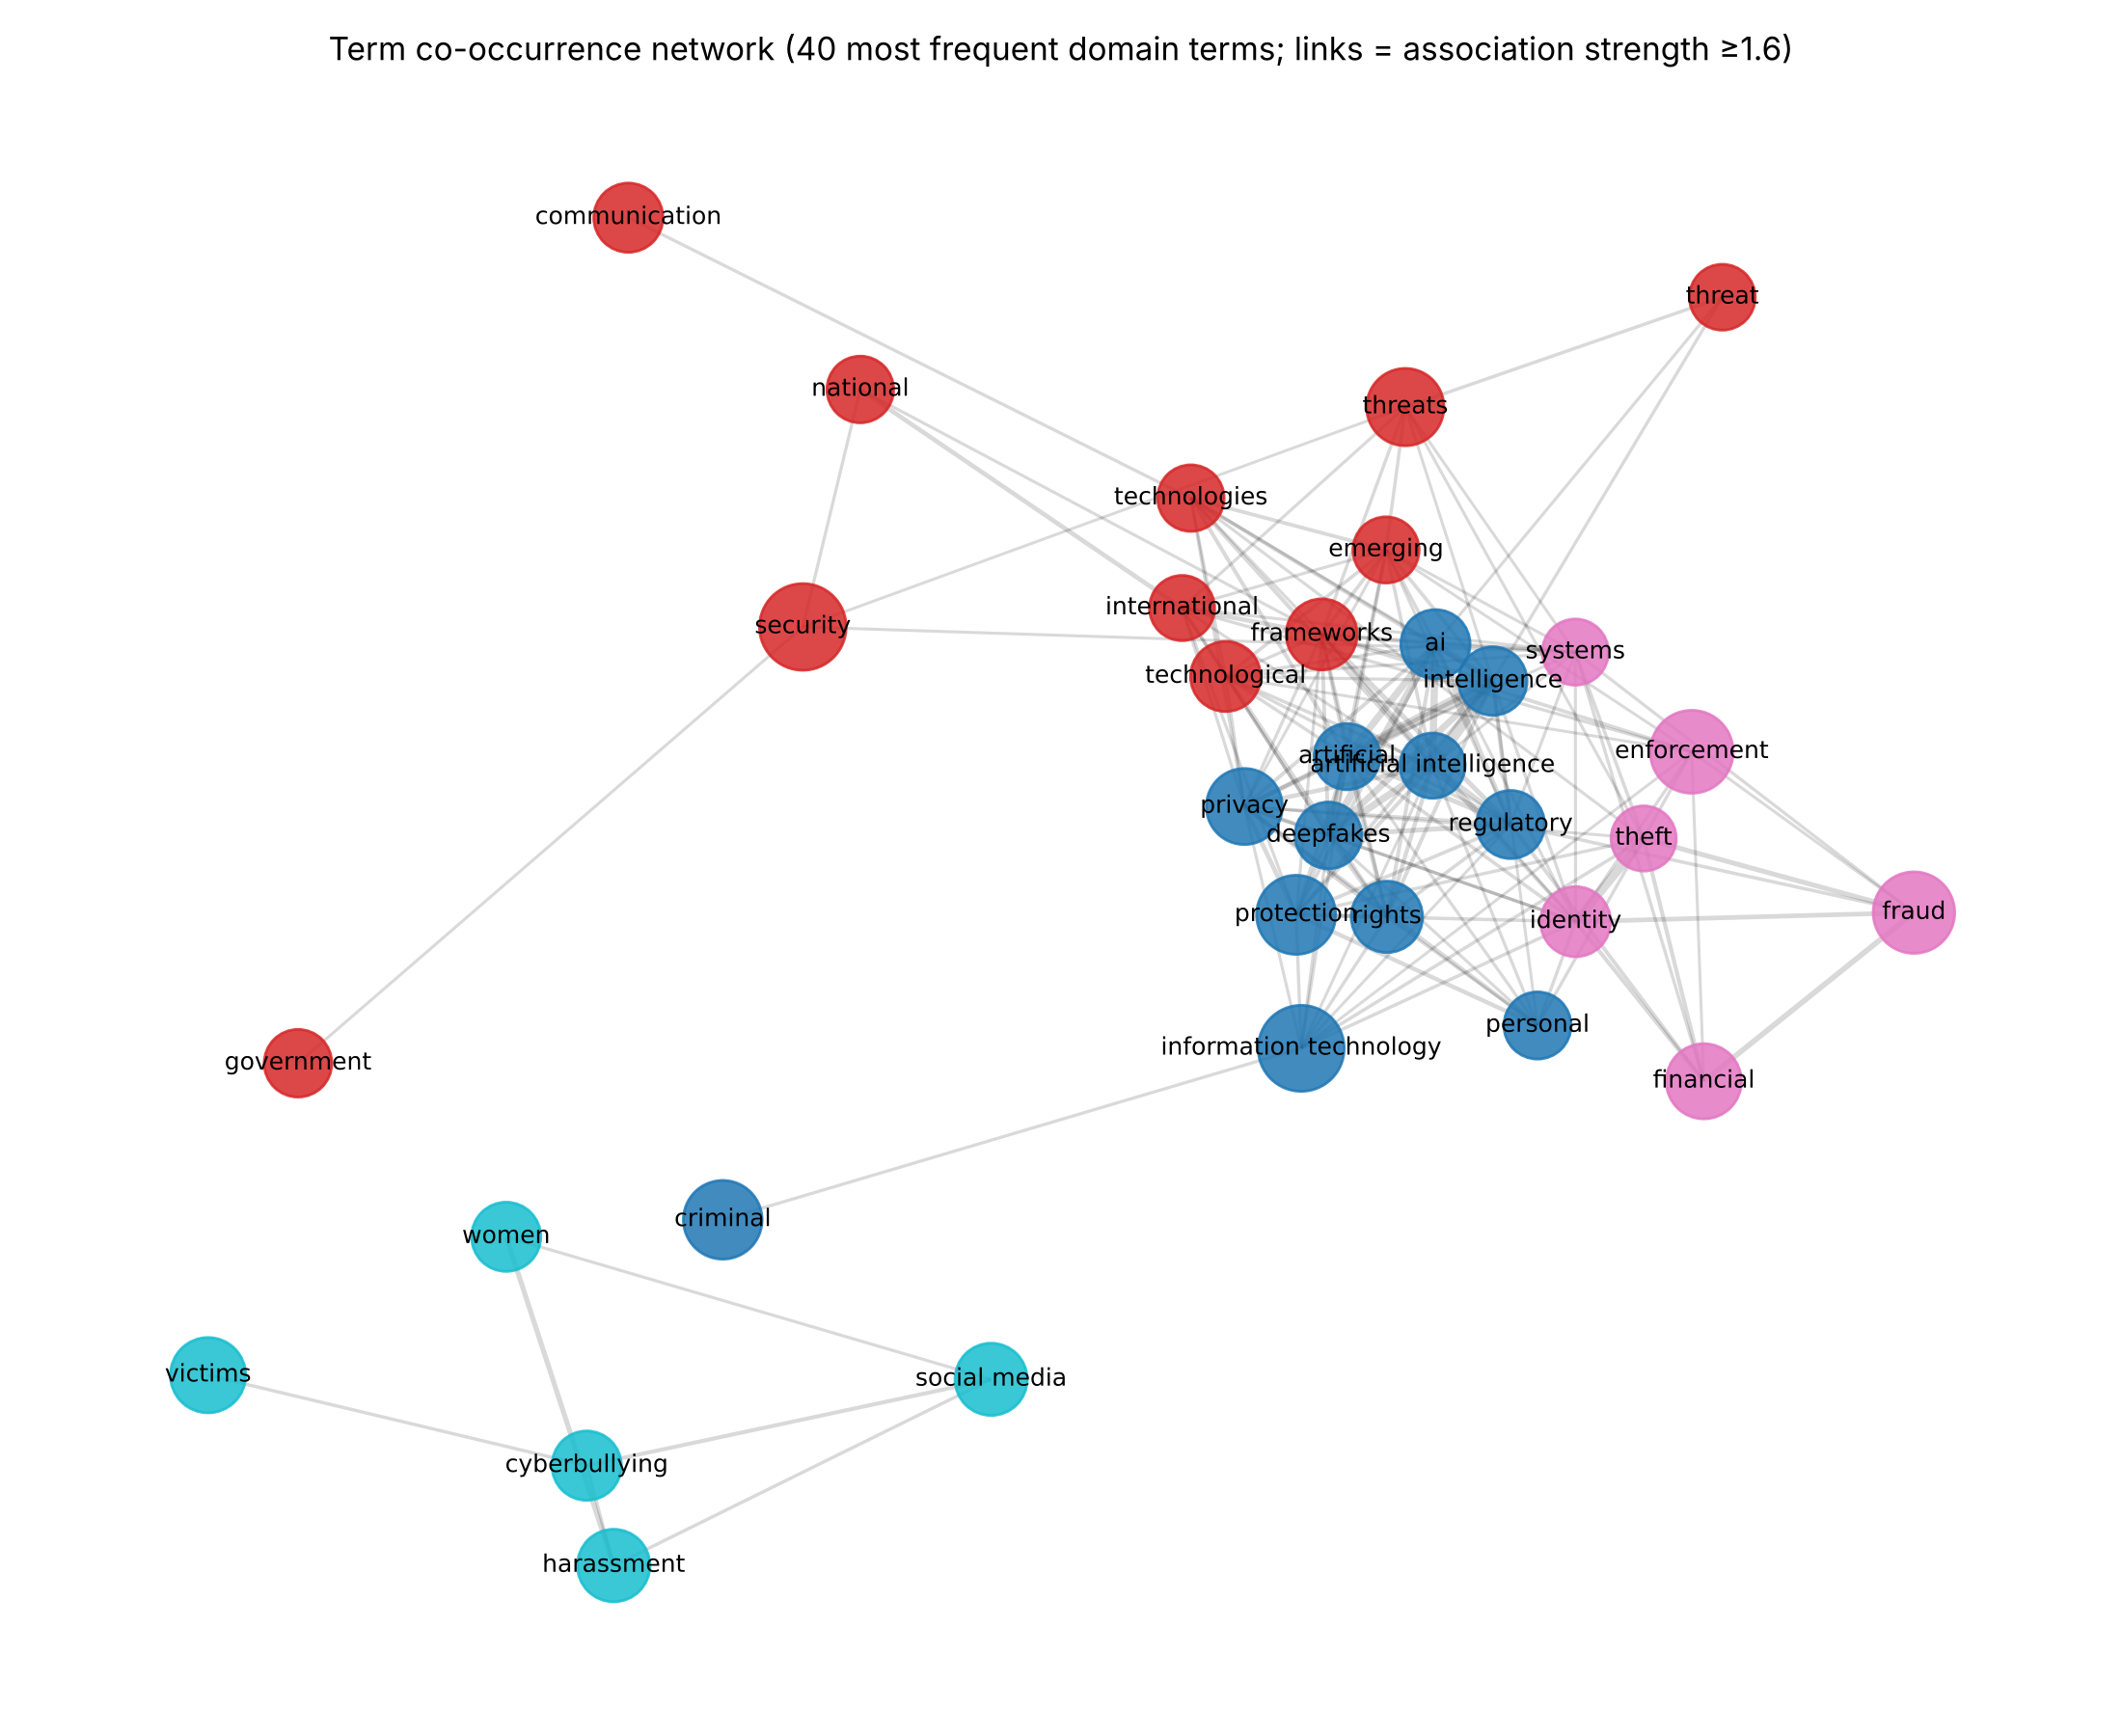 Term co-occurrence network (40 most frequent domain terms; links = association strength ≥1.6)
communication
threat
national
threats
technologies
emerging
international
security
frameworks
ai
systems
technological
intelligence
enforcement
artificial
artificial intelligence
privacy
regulatory
deepfakes
theft
protection
rights
identity
fraud
personal
information technology
government
financial
criminal
women
victims
social media
cyberbullying
harassment